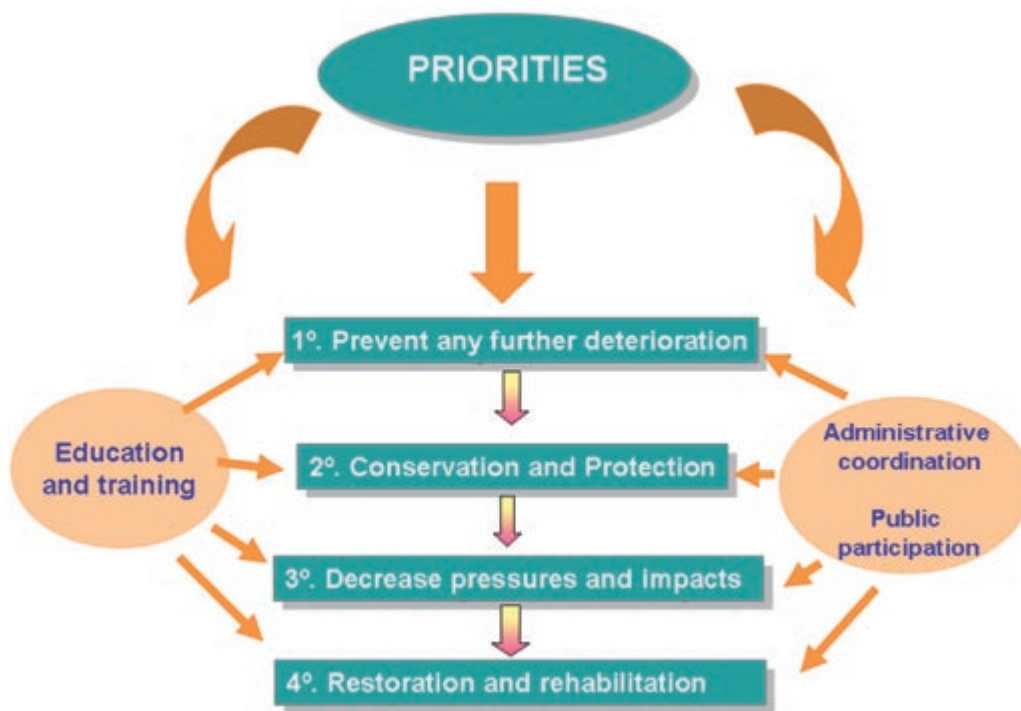 PRIORITIES
1º. Prevent any further deterioration
Education
and training
2º. Conservation and Protection
Administrative
coordination
Public
participation
3º. Decrease pressures and impacts
4º. Restoration and rehabilitation